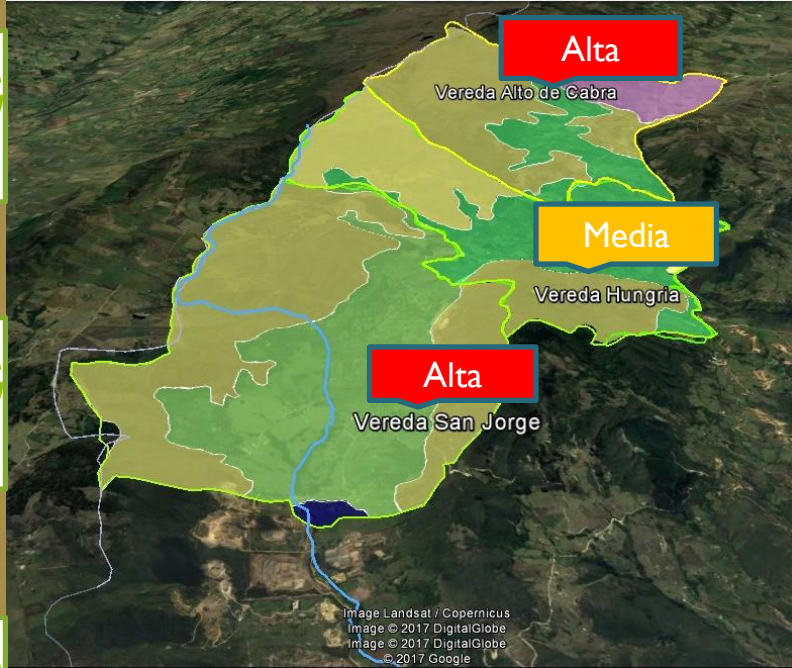 Alta
Vereda Alto de Cabra
Media
Vereda Hungria
Alta
Vereda San Jorge
Image Landsat / Copernicus
Image © 2017 DigitalGlobe
Image © 2017 DigitalGlobe
© 2017 Google